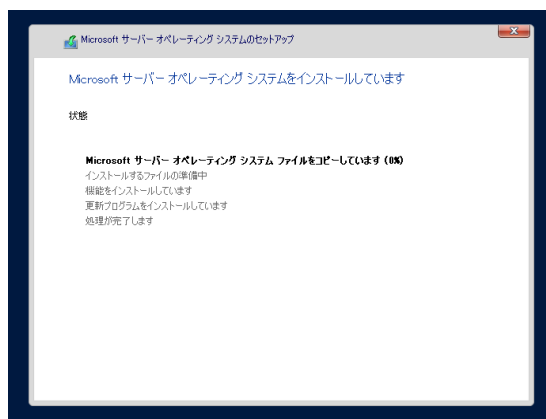 Microsoft サーバー オペレーティング システムのセットアップ
Microsoft サーバー オペレーティング システムをインストールしています
状態
Microsoft サーバー オペレーティング システム ファイルをコピーしています (0%)
インストールするファイルの準備中
機能をインストールしています
更新プログラムをインストールしています
処理が完了します